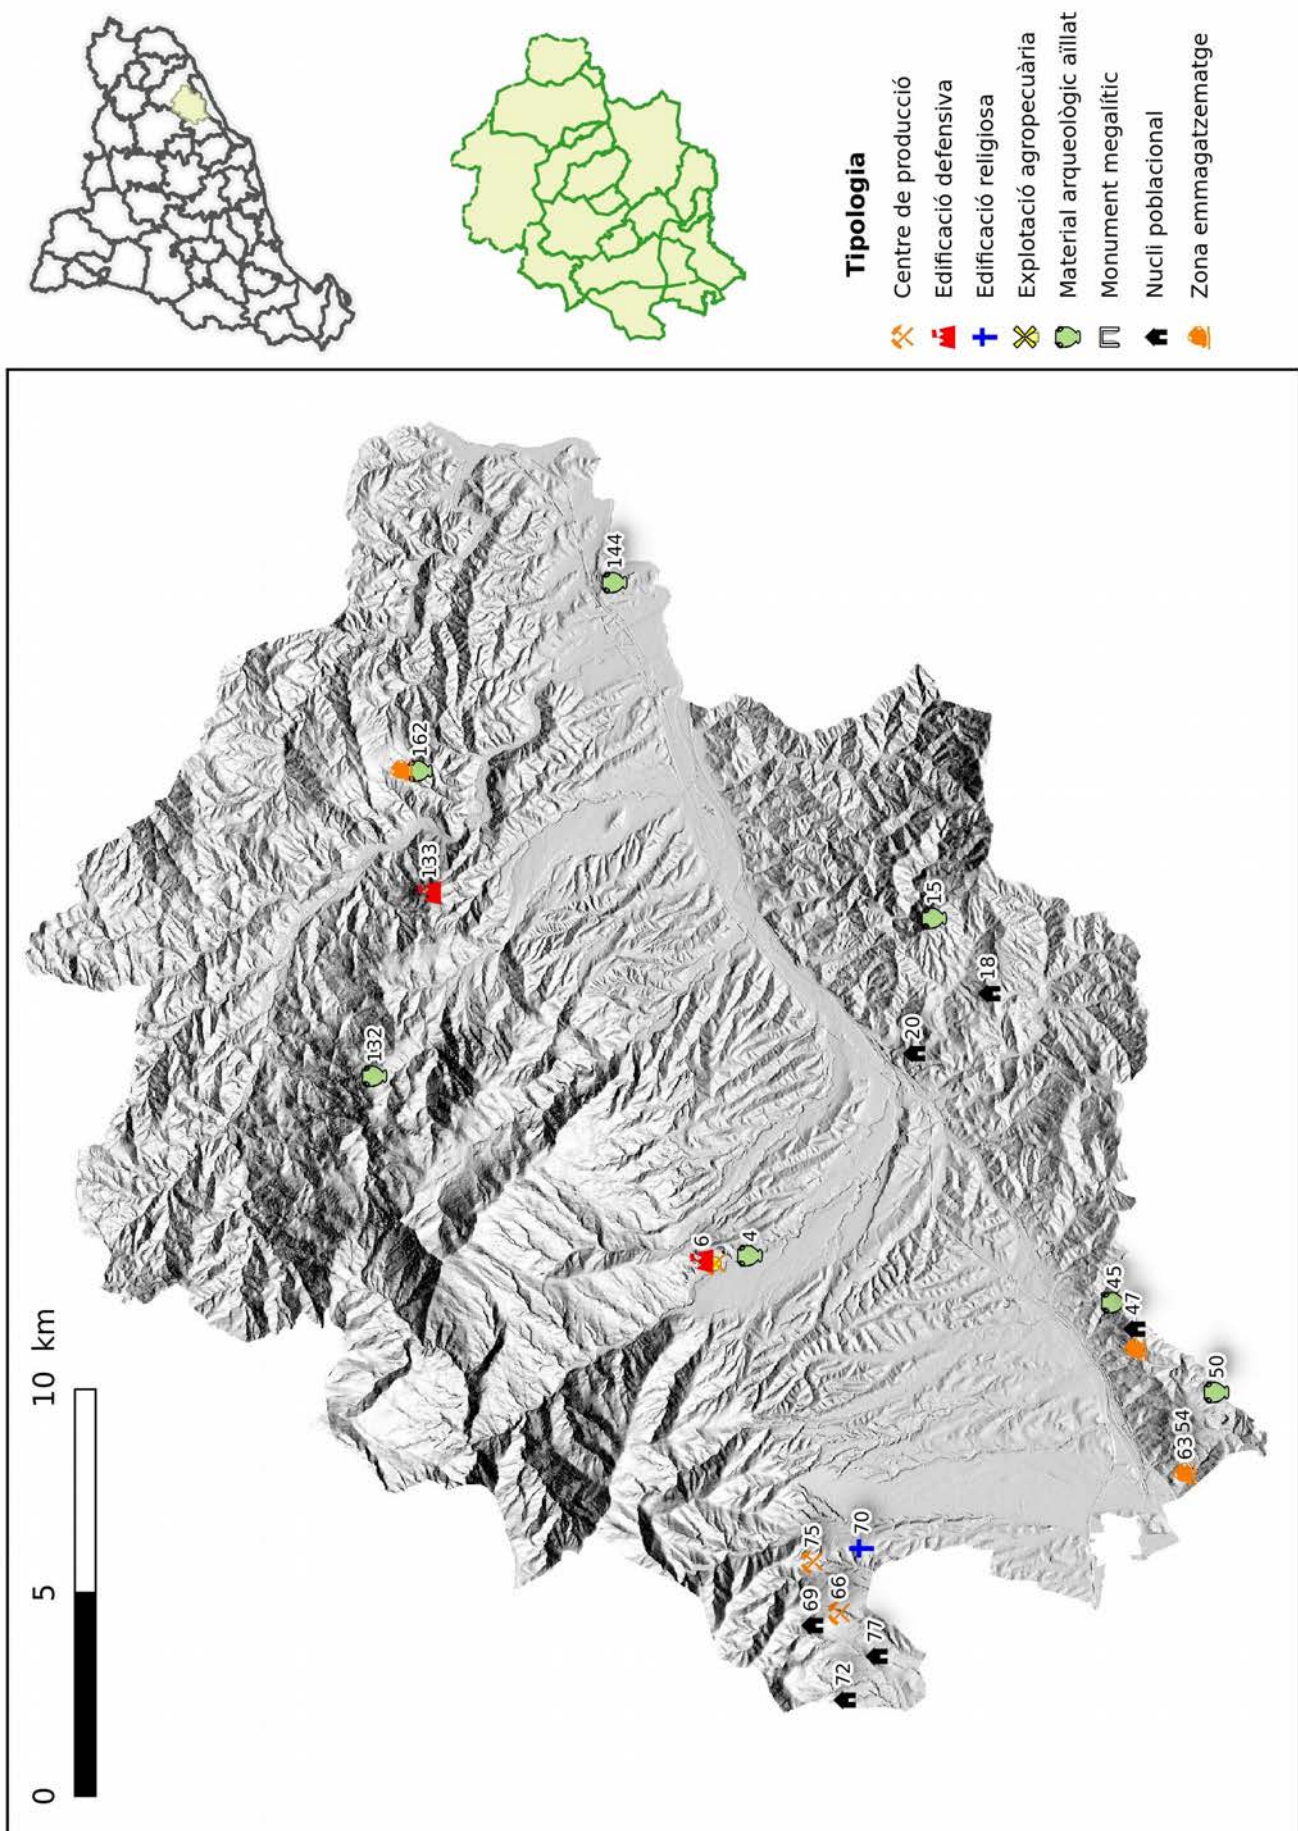 0 5 10 km
132
162
133
144
6
4
69
75
66
72
70
77
20
15
18
45
47
63 54
50
Tipologia
Centre de producció
Edificació defensiva
Edificació religiosa
Explotació agropecuària
Material arqueològic aïllat
Monument megalític
Nucli poblacional
Zona emmagatzematge